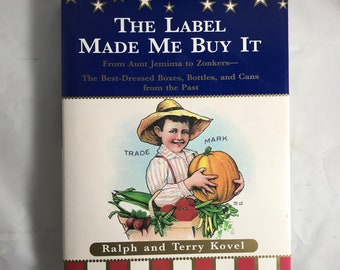 THE LABEL
MADE ME BUY IT
From Aunt Jemima to Zonkers—
The Best-Dressed Boxes, Bottles, and Cans
from the Past
TRADE MARK
Ralph and Terry Kovel